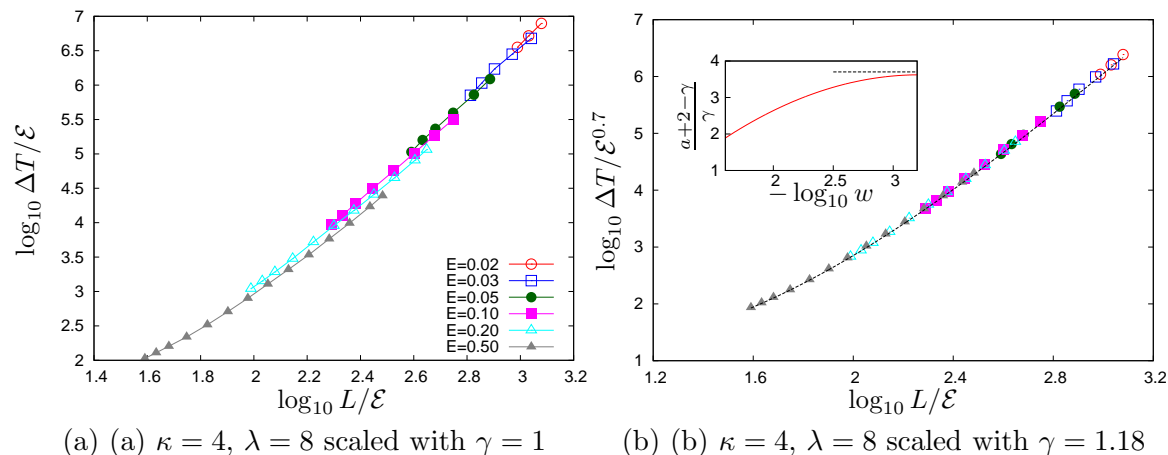 7
6.5
6
5.5
5
4.5
4
3.5
3
2.5
2
log₁₀ ΔT/ℰ
E=0.02
E=0.03
E=0.05
E=0.10
E=0.20
E=0.50
1.4 1.6 1.8 2 2.2 2.4 2.6 2.8 3 3.2
log₁₀ L/ℰ
(a) (a) κ = 4, λ = 8 scaled with γ = 1
7
6
5
4
3
2
1
log₁₀ ΔT/ℰ^0.7
4
3
2
1
(a+2−γ)/γ
2 2.5 3
− log₁₀ w
1.2 1.6 2 2.4 2.8 3.2
log₁₀ L/ℰ
(b) (b) κ = 4, λ = 8 scaled with γ = 1.18